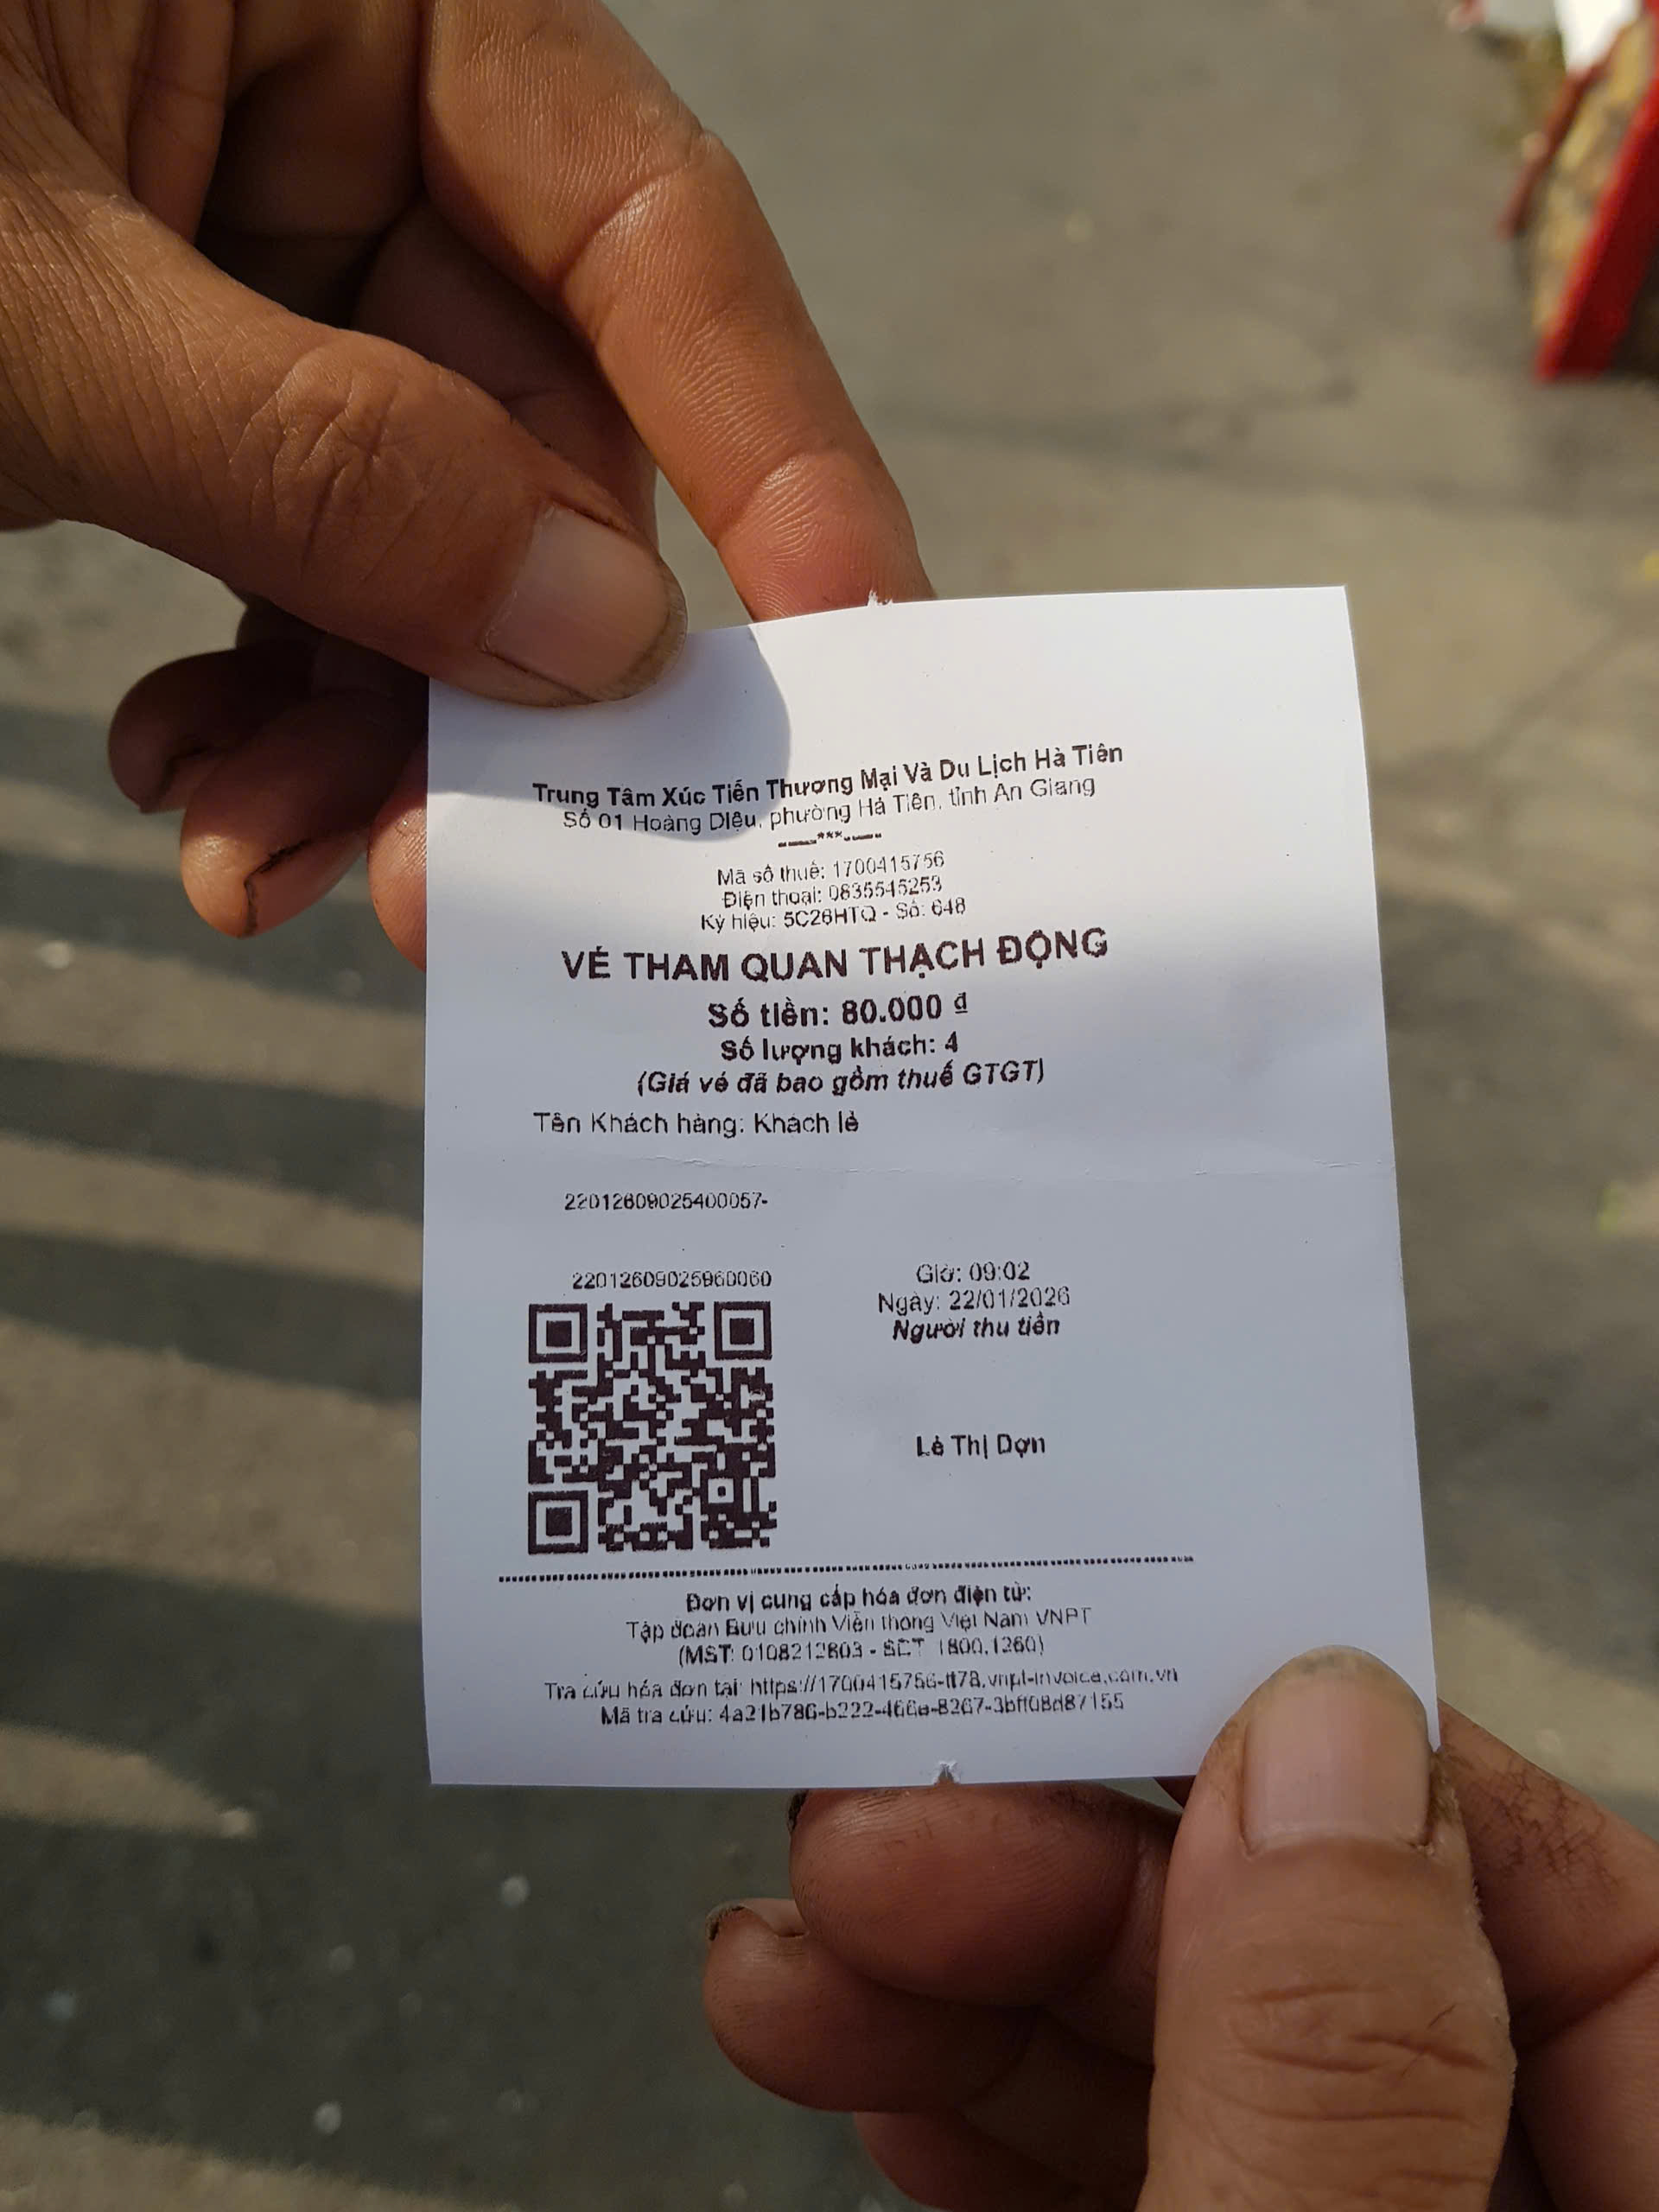 Trung Tâm Xúc Tiến Thương Mại Và Du Lịch Hà Tiên
Số 01 Hoàng Diệu, phường Hà Tiên, tỉnh An Giang
-----***-----
Mã số thuế: 1700415756
Điện thoại: 0835545253
Ký hiệu: 5C26HTQ - Số: 648
VÉ THAM QUAN THẠCH ĐỘNG
Số tiền: 80.000 đ
Số lượng khách: 4
(Giá vé đã bao gồm thuế GTGT)
Tên Khách hàng: Khách lẻ
22012609025400057-
22012609025960060
Giờ: 09:02
Ngày: 22/01/2026
Người thu tiền
Lê Thị Dợn
Đơn vị cung cấp hóa đơn điện tử:
Tập đoàn Bưu chính Viễn thông Việt Nam VNPT
(MST: 0108212803 - SĐT 1800.1260)
Tra cứu hóa đơn tại: https://1700415756-tt78.vnpt-invoice.com.vn
Mã tra cứu: